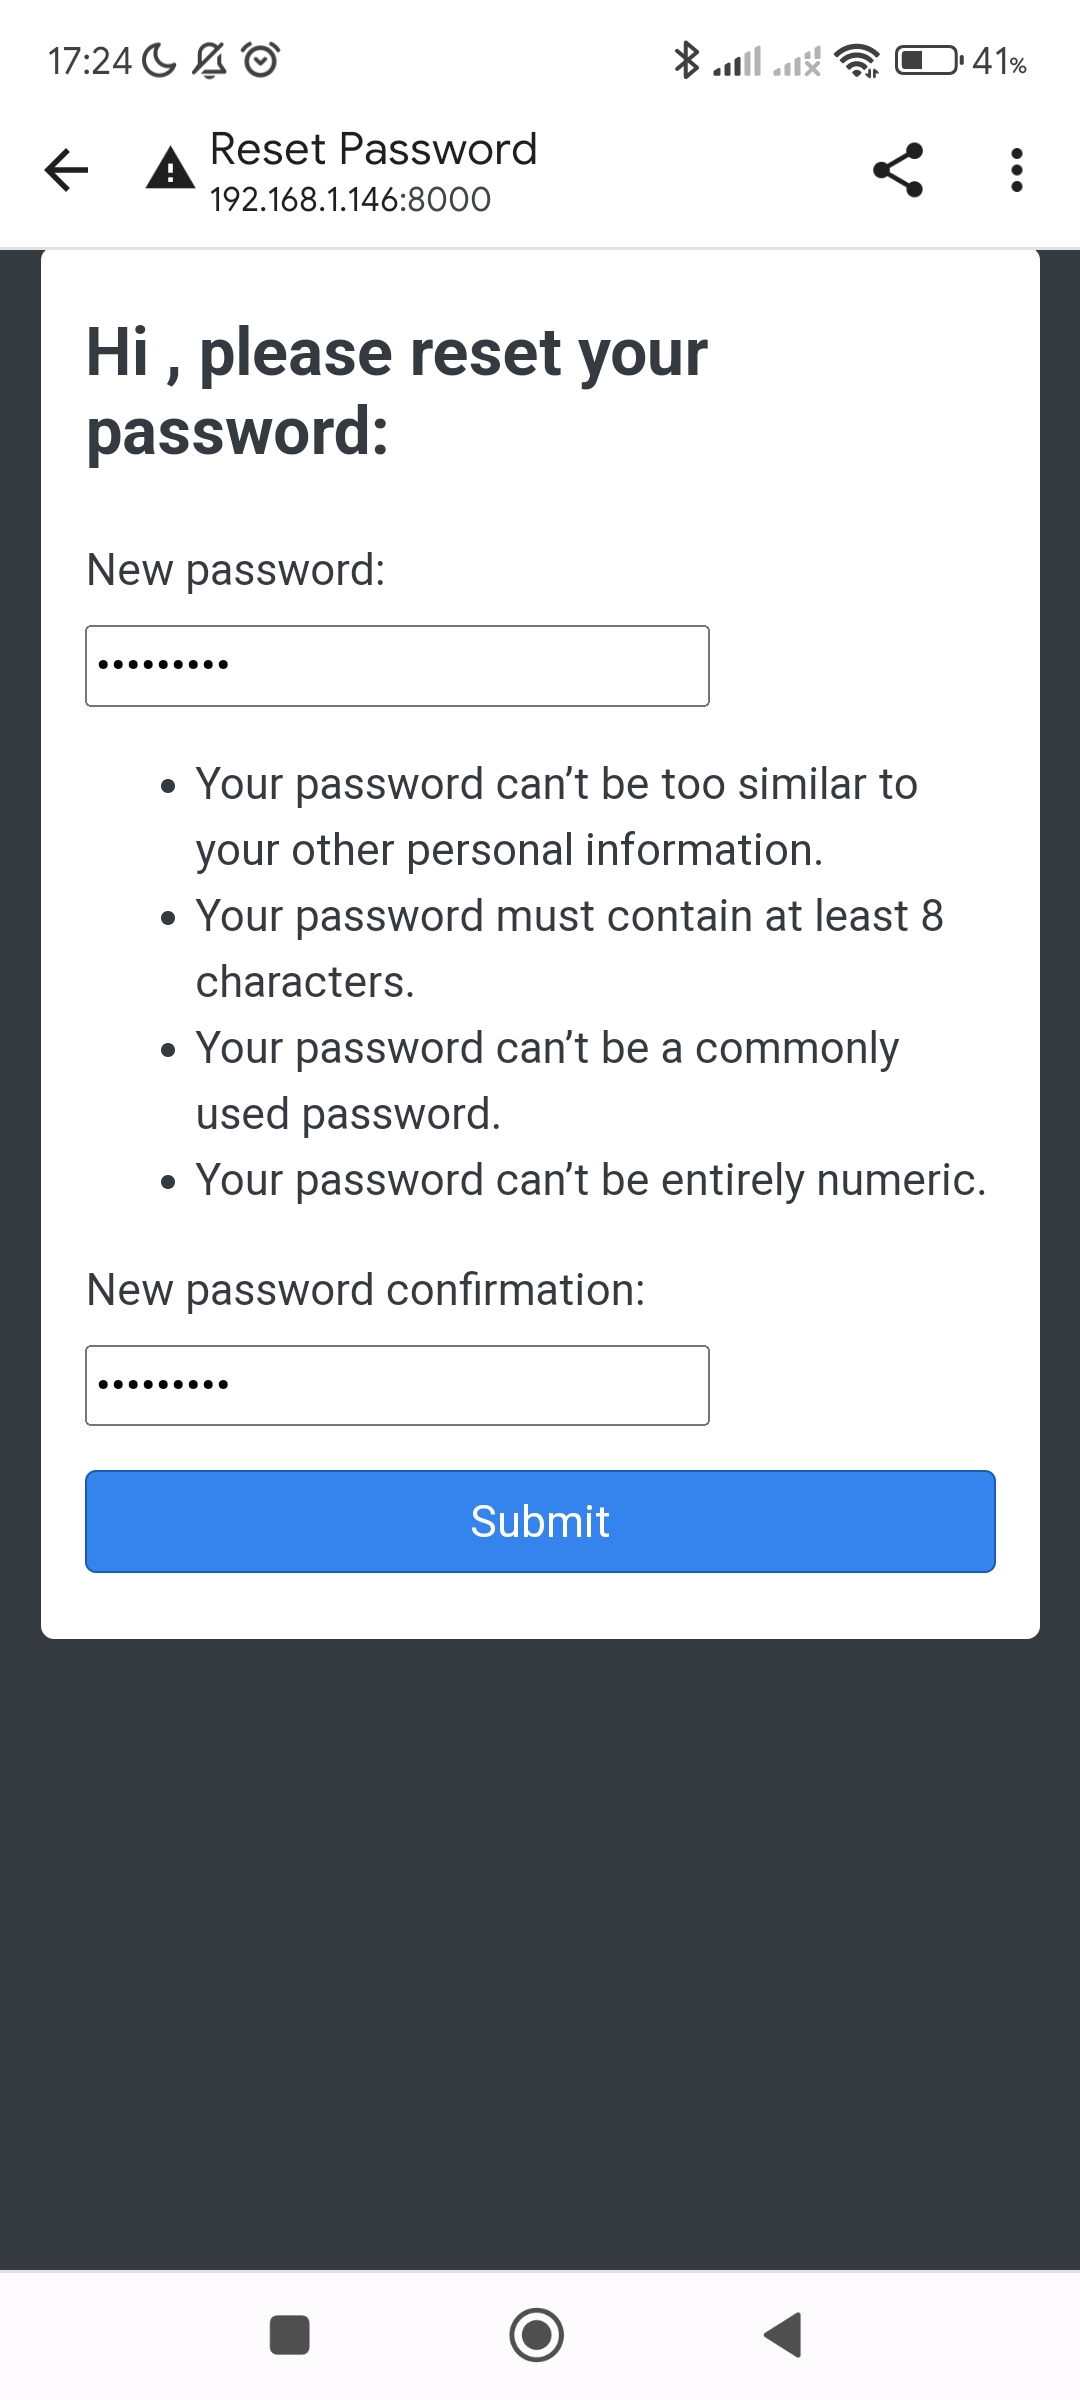 17:24
41%
Reset Password
192.168.1.146:8000
Hi , please reset your
password:
New password:
•••••••••
• Your password can’t be too similar to
your other personal information.
• Your password must contain at least 8
characters.
• Your password can’t be a commonly
used password.
• Your password can’t be entirely numeric.
New password confirmation:
•••••••••
Submit